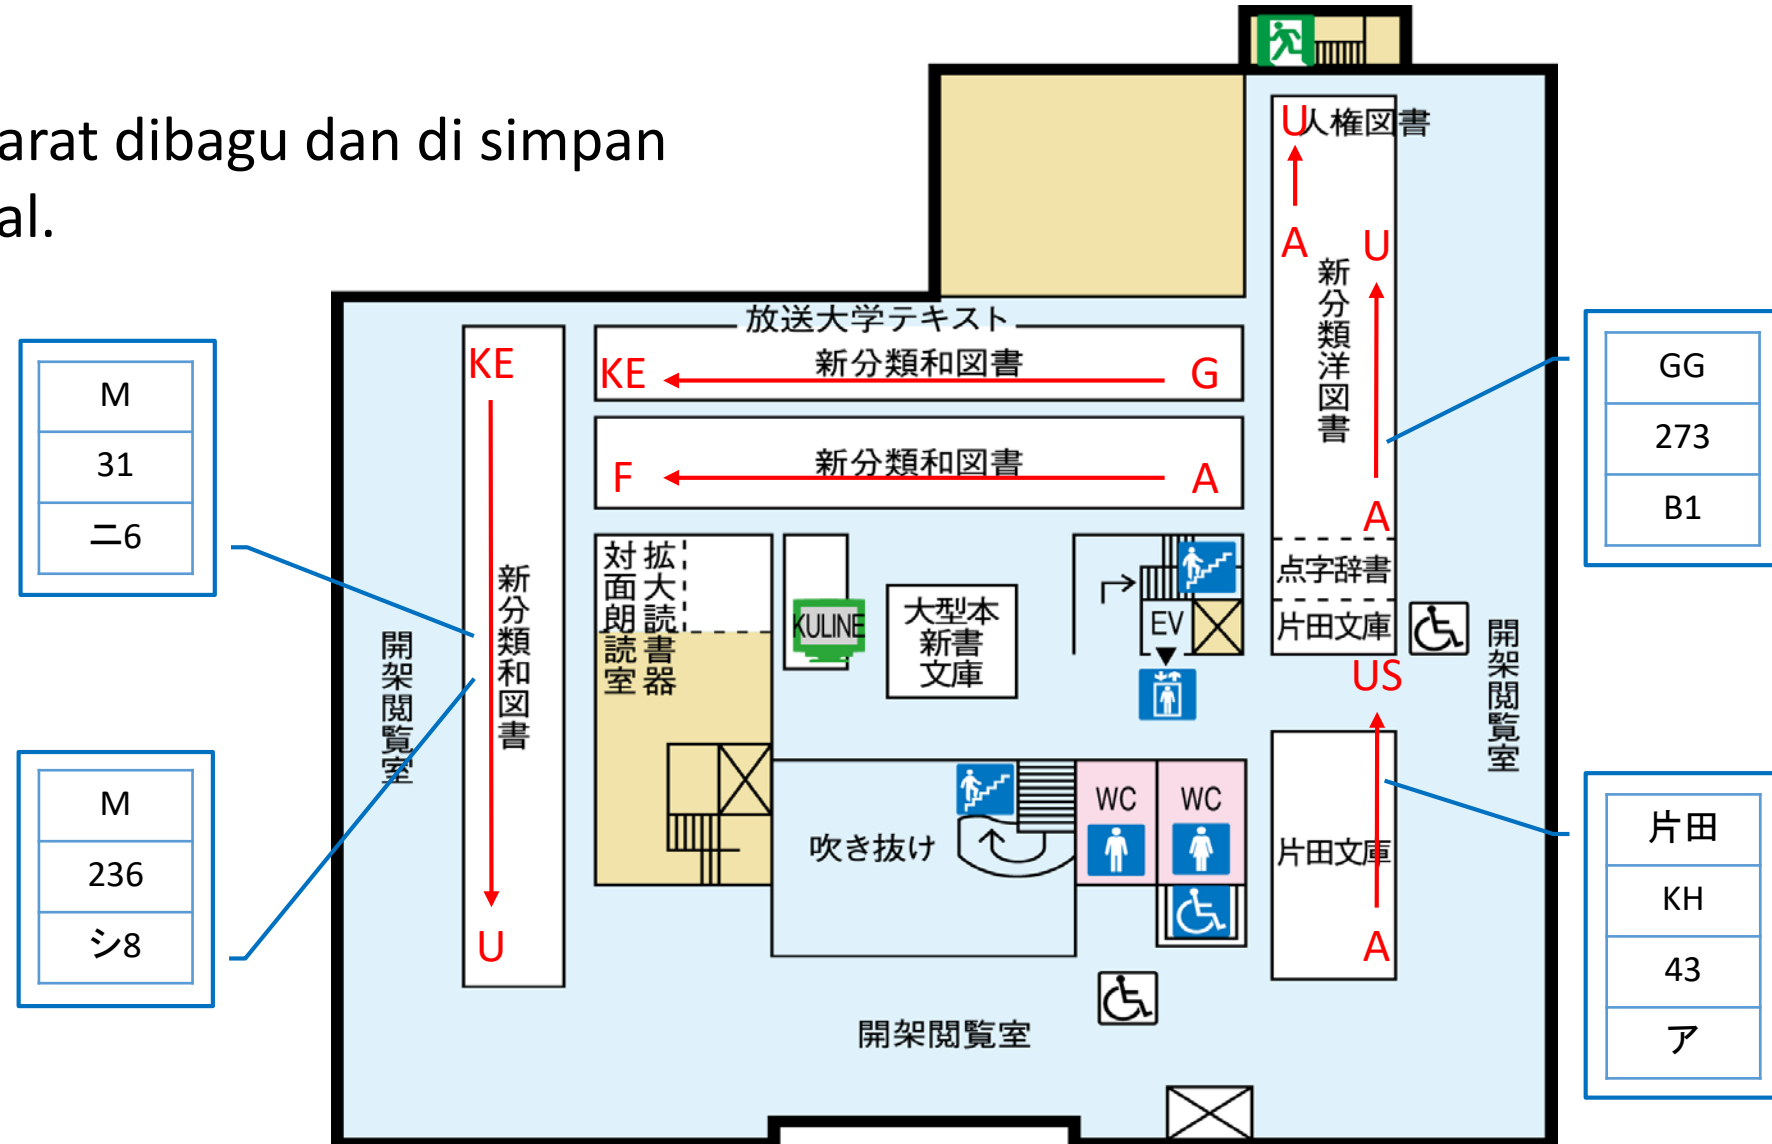 arat dibagu dan di simpan
al.
U
人権図書
A
U
新分類洋図書
A
点字辞書
片田文庫
US
片田文庫
A
放送大学テキスト
KE
新分類和図書
G
F
新分類和図書
A
KE
新分類和図書
U
開架閲覧室
対面朗読室
拡大読書器
KULINE
大型本
新書
文庫
EV
WC
WC
吹き抜け
開架閲覧室
開架閲覧室
M
31
ニ6
M
236
シ8
GG
273
B1
片田
KH
43
ア